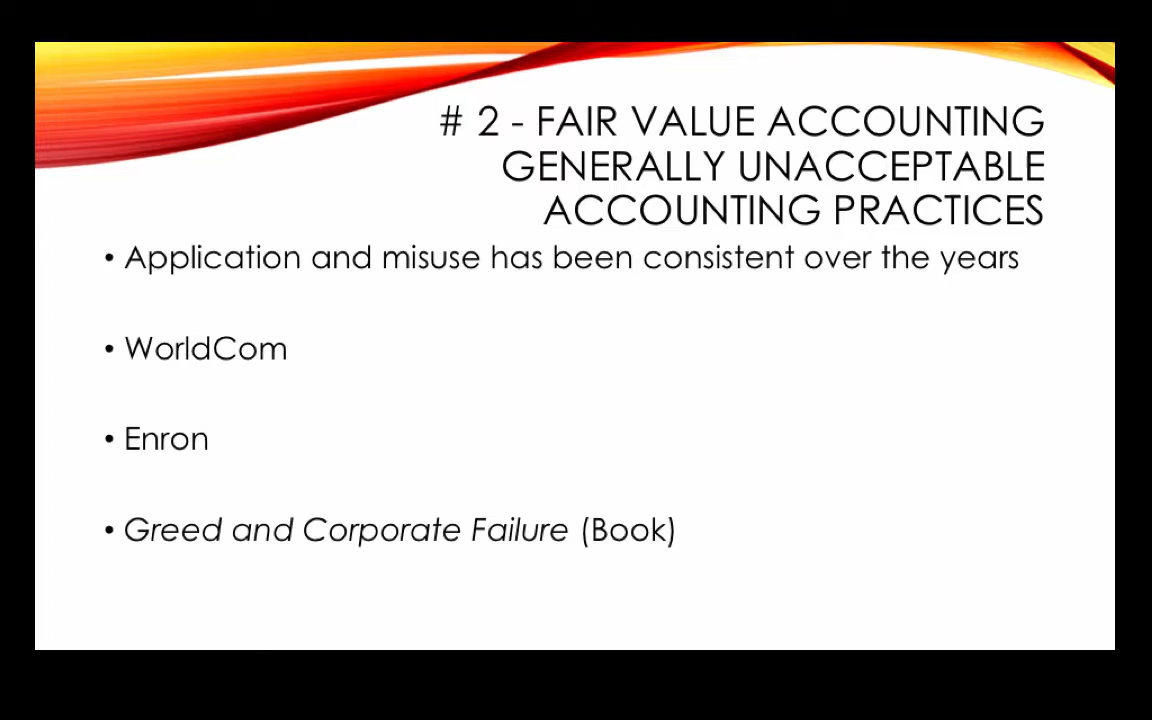 # 2 - FAIR VALUE ACCOUNTING
GENERALLY UNACCEPTABLE
ACCOUNTING PRACTICES
• Application and misuse has been consistent over the years
• WorldCom
• Enron
• Greed and Corporate Failure (Book)